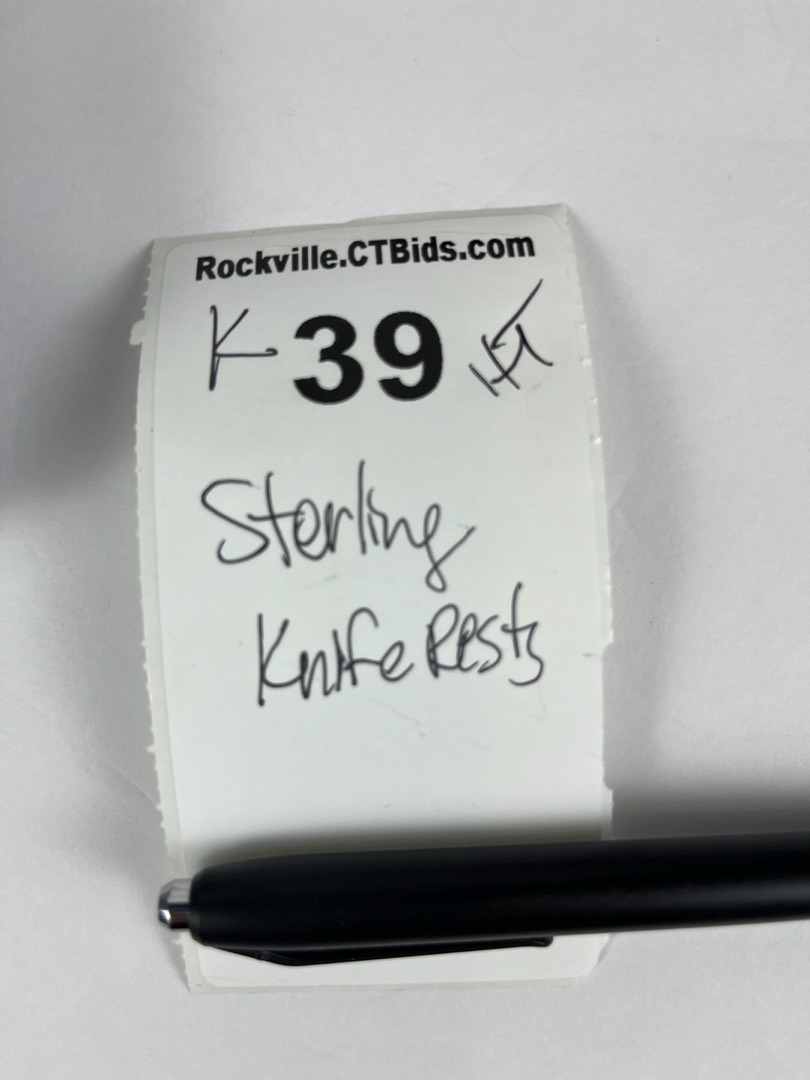 Rockville.CTBids.com
K 39
Sterling
Knife Rests